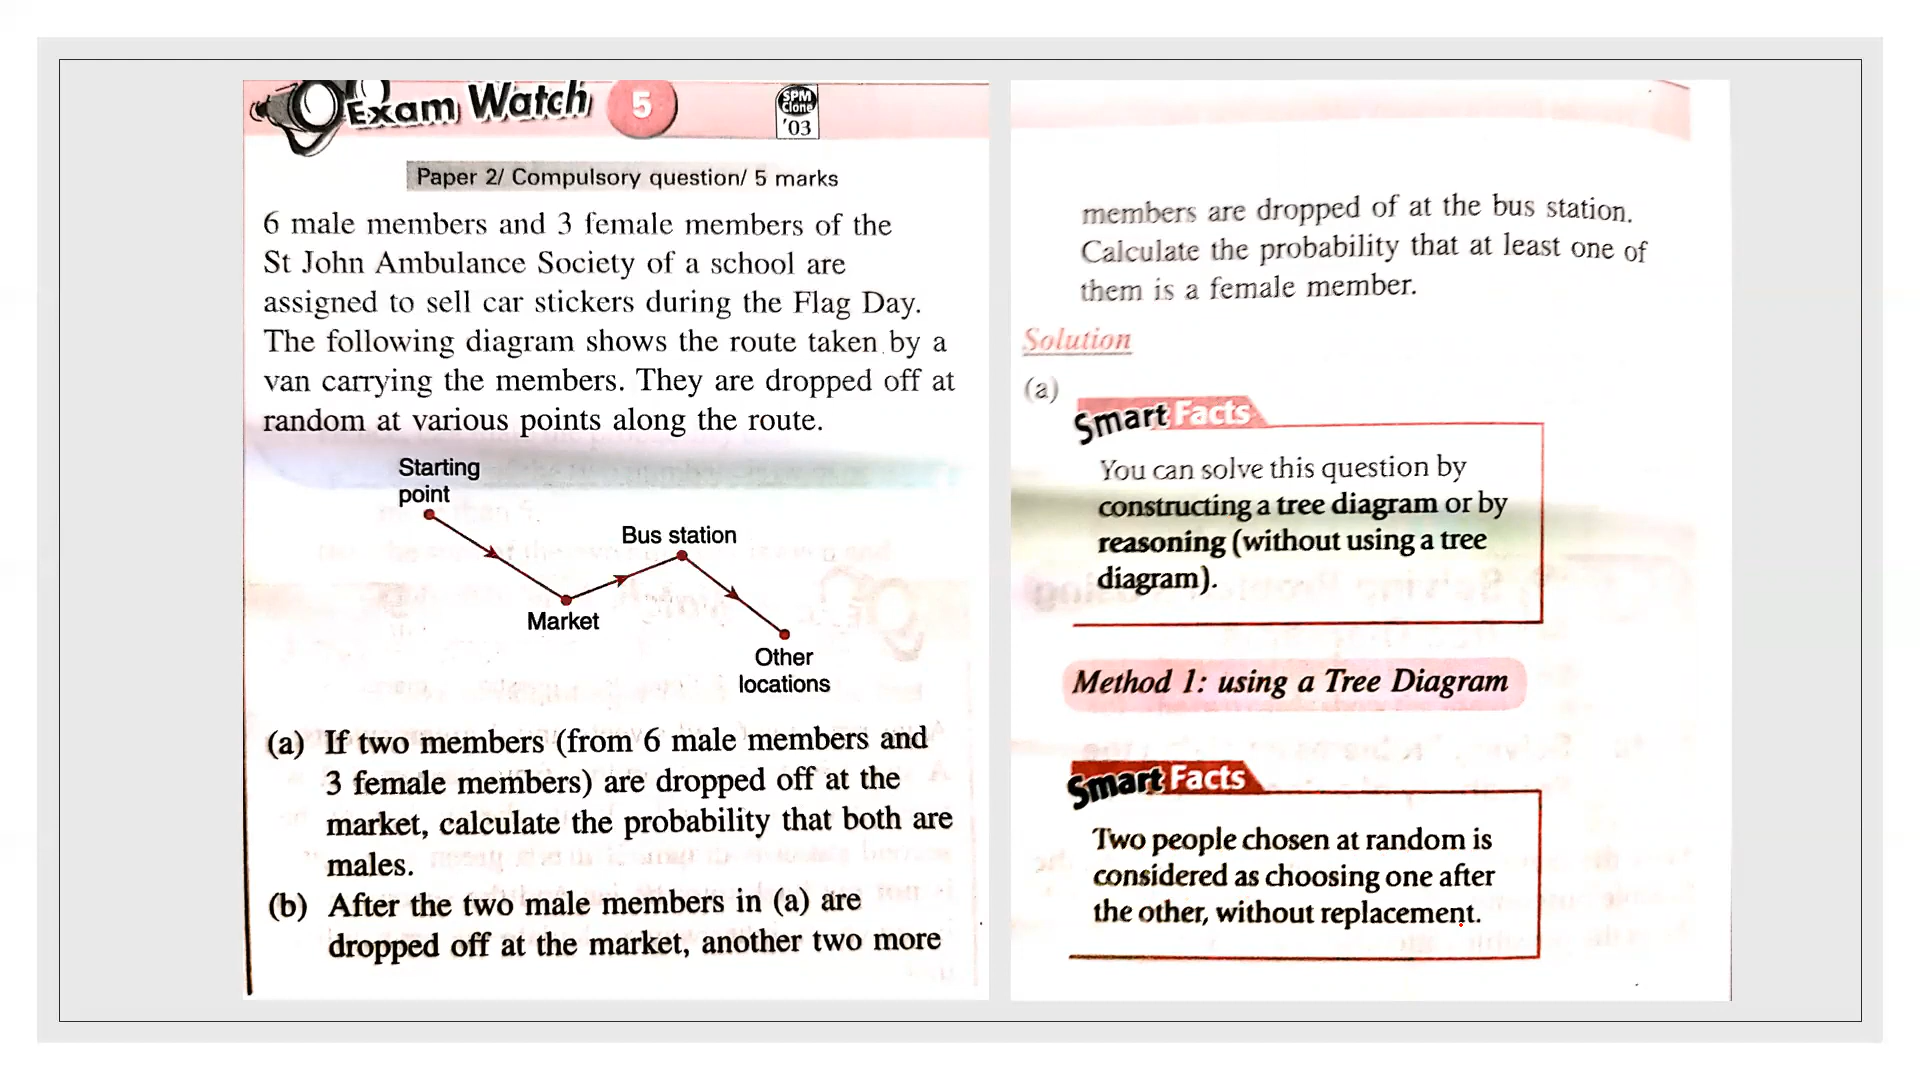 Exam Watch 5
SPM
Clone
'03
Paper 2/ Compulsory question/ 5 marks
6 male members and 3 female members of the
St John Ambulance Society of a school are
assigned to sell car stickers during the Flag Day.
The following diagram shows the route taken by a
van carrying the members. They are dropped off at
random at various points along the route.
Starting
point
Bus station
Market
Other
locations
(a) If two members (from 6 male members and
3 female members) are dropped off at the
market, calculate the probability that both are
males.
(b) After the two male members in (a) are
dropped off at the market, another two more
members are dropped of at the bus station.
Calculate the probability that at least one of
them is a female member.
Solution
(a)
Smart Facts
You can solve this question by
constructing a tree diagram or by
reasoning (without using a tree
diagram).
Method 1: using a Tree Diagram
Smart Facts
Two people chosen at random is
considered as choosing one after
the other, without replacement.